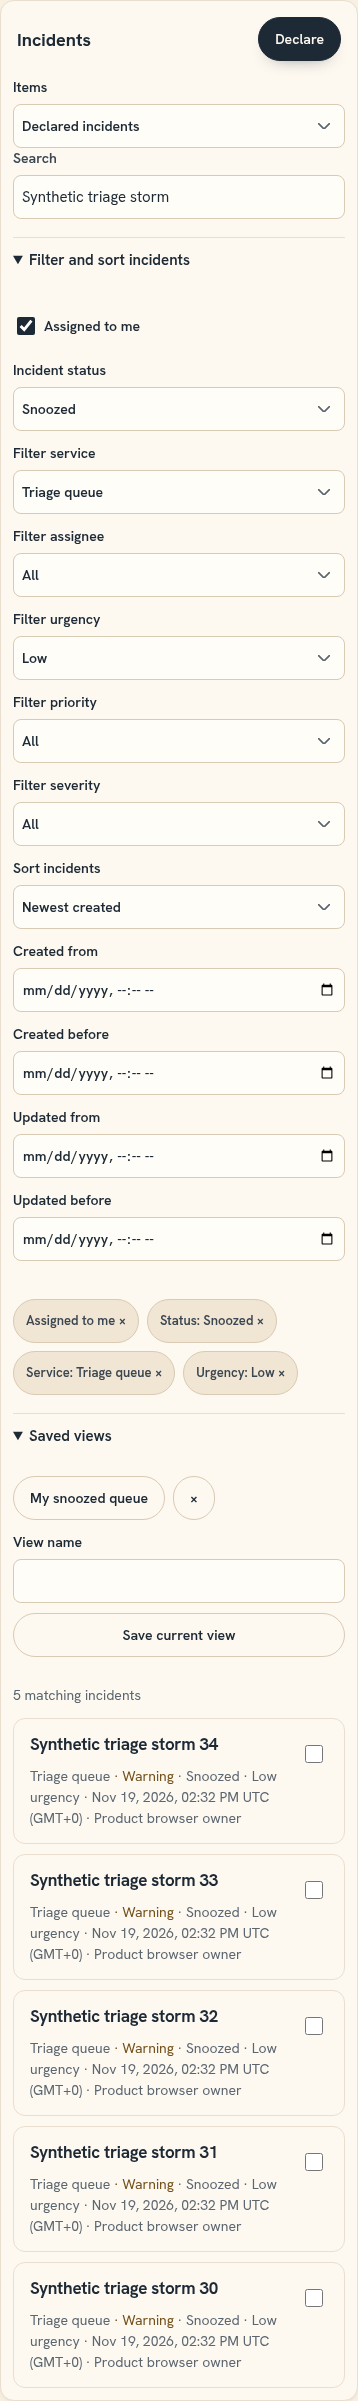 Incidents
Declare
Items
Declared incidents
Search
Synthetic triage storm
▼ Filter and sort incidents
Assigned to me
Incident status
Snoozed
Filter service
Triage queue
Filter assignee
All
Filter urgency
Low
Filter priority
All
Filter severity
All
Sort incidents
Newest created
Created from
mm/dd/yyyy, --:-- --
Created before
mm/dd/yyyy, --:-- --
Updated from
mm/dd/yyyy, --:-- --
Updated before
mm/dd/yyyy, --:-- --
Assigned to me × Status: Snoozed ×
Service: Triage queue × Urgency: Low ×
▼ Saved views
My snoozed queue ×
View name
Save current view
5 matching incidents
Synthetic triage storm 34
Triage queue · Warning · Snoozed · Low
urgency · Nov 19, 2026, 02:32 PM UTC
(GMT+0) · Product browser owner
Synthetic triage storm 33
Triage queue · Warning · Snoozed · Low
urgency · Nov 19, 2026, 02:32 PM UTC
(GMT+0) · Product browser owner
Synthetic triage storm 32
Triage queue · Warning · Snoozed · Low
urgency · Nov 19, 2026, 02:32 PM UTC
(GMT+0) · Product browser owner
Synthetic triage storm 31
Triage queue · Warning · Snoozed · Low
urgency · Nov 19, 2026, 02:32 PM UTC
(GMT+0) · Product browser owner
Synthetic triage storm 30
Triage queue · Warning · Snoozed · Low
urgency · Nov 19, 2026, 02:32 PM UTC
(GMT+0) · Product browser owner